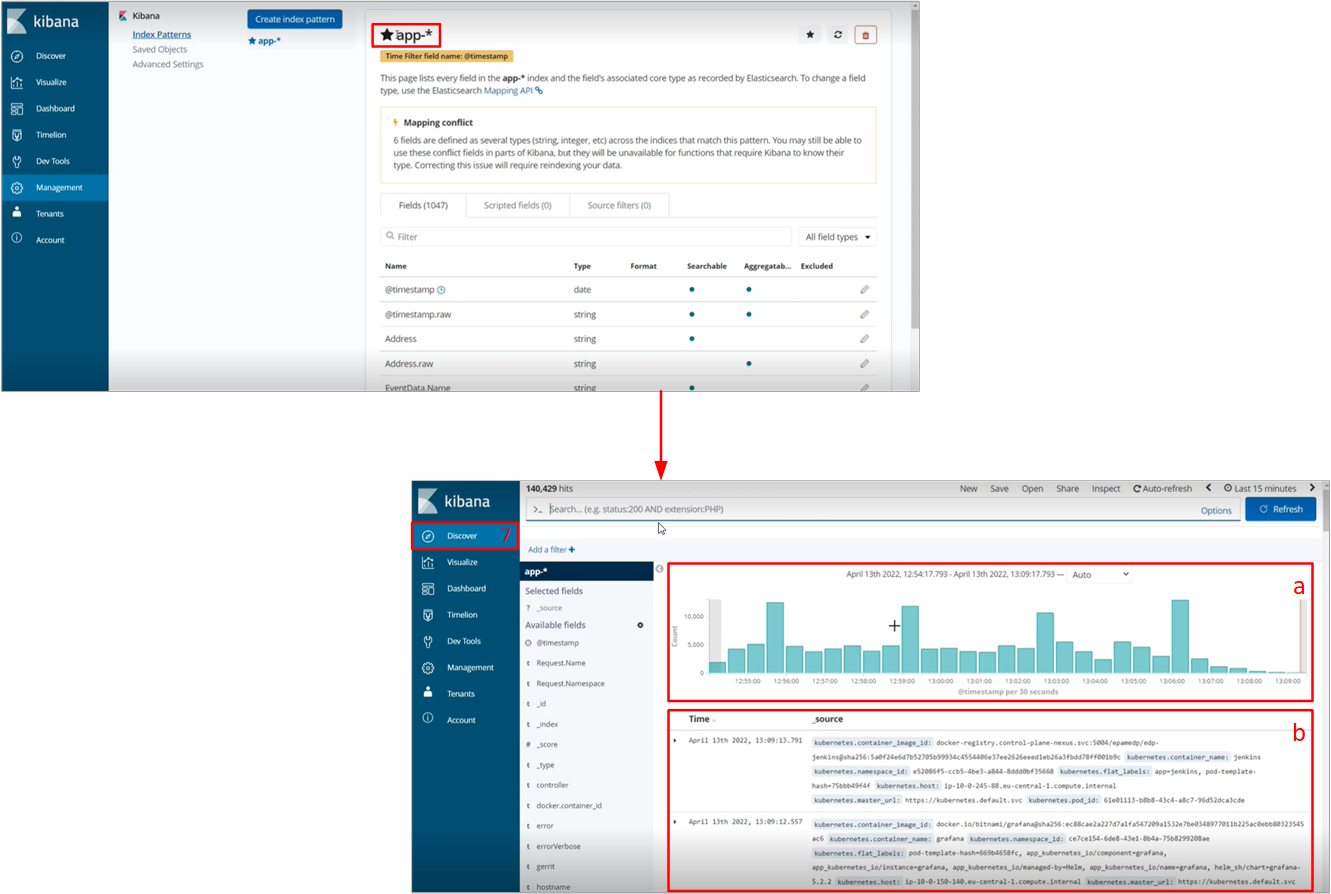 kibana
Discover
Visualize
Dashboard
Timelion
Dev Tools
Management
Tenants
Account
Kibana
Index Patterns
Saved Objects
Advanced Settings
Create index pattern
★ app-*
★app-*
Time Filter field name: @timestamp
This page lists every field in the app-* index and the field's associated core type as recorded by Elasticsearch. To change a field
type, use the Elasticsearch Mapping API
Mapping conflict
6 fields are defined as several types (string, integer, etc) across the indices that match this pattern. You may still be able to
use these conflict fields in parts of Kibana, but they will be unavailable for functions that require Kibana to know their
type. Correcting this issue will require reindexing your data.
Fields (1047) Scripted fields (0) Source filters (0)
Filter All field types
Name Type Format Searchable Aggregatab... Excluded
@timestamp date
@timestamp.raw string
Address string
Address.raw string
EventData.Name string
kibana
Discover
Visualize
Dashboard
Timelion
Dev Tools
Management
Tenants
Account
140,429 hits New Save Open Share Inspect Auto-refresh Last 15 minutes
>_ Search... (e.g. status:200 AND extension:PHP) Options Refresh
Add a filter +
app-*
Selected fields
? _source
Available fields
@timestamp
t Request.Name
t Request.Namespace
t _id
t _index
# _score
t _type
t controller
t docker.container_id
t error
t errorVerbose
t gerrit
t hostname
April 13th 2022, 12:54:17.793 - April 13th 2022, 13:09:17.793 — Auto
a
Count
10,000
5,000
0
12:55:00 12:56:00 12:57:00 12:58:00 12:59:00 13:00:00 13:01:00 13:02:00 13:03:00 13:04:00 13:05:00 13:06:00 13:07:00 13:08:00 13:09:00
@timestamp per 30 seconds
b
Time _source
April 13th 2022, 13:09:13.791 kubernetes.container_image_id: docker-registry.control-plane-nexus.svc:5004/epamedp/edp-
jenkins@sha256:5a0f24e6d7b52705b99934c4554406e37ee2626eeed1eb26a3fbdd78ff001b9c kubernetes.container_name: jenkins
kubernetes.namespace_id: e52086f5-ccb5-4be3-a844-8ddd0bf35668 kubernetes.flat_labels: app=jenkins, pod-template-
hash=75bbb49f4f kubernetes.host: ip-10-0-245-88.eu-central-1.compute.internal
kubernetes.master_url: https://kubernetes.default.svc kubernetes.pod_id: 61e01113-b8b8-43c4-a8c7-96d52dca3cde
April 13th 2022, 13:09:12.557 kubernetes.container_image_id: docker.io/bitnami/grafana@sha256:ec88cae2a227d7a1fa547209a1532e7be0348977011b225ac0ebb80323545
ac6 kubernetes.container_name: grafana kubernetes.namespace_id: ce7ce154-6de8-43e1-8b4a-75b8299208ae
kubernetes.flat_labels: pod-template-hash=669b4658fc, app_kubernetes_io/component=grafana,
app_kubernetes_io/instance=grafana, app_kubernetes_io/managed-by=Helm, app_kubernetes_io/name=grafana, helm_sh/chart=grafana-
5.2.2 kubernetes.host: ip-10-0-150-140.eu-central-1.compute.internal kubernetes.master_url: https://kubernetes.default.svc